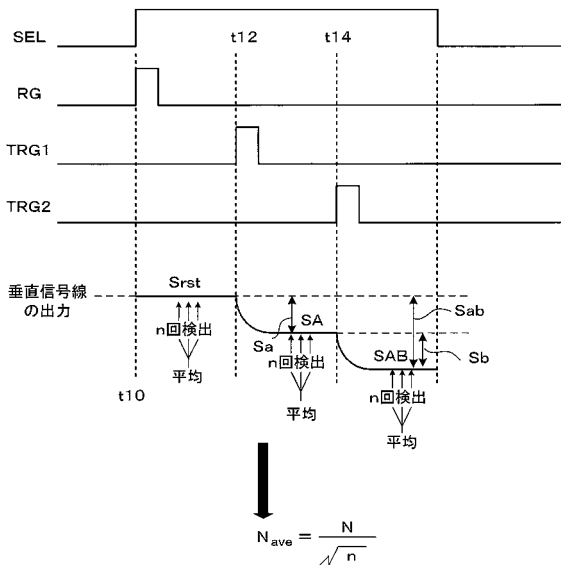 SEL
t12
t14
RG
TRG1
TRG2
垂直信号線
の出力
Srst
n回検出
平均
t10
SA
Sa
n回検出
平均
Sab
Sb
SAB
n回検出
平均
Nave = N / √n